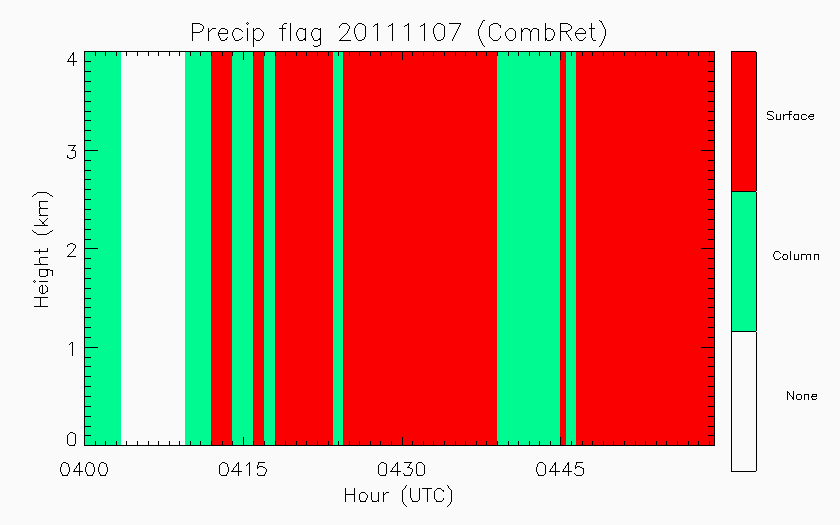 Precip flag 20111107 (CombRet)
4
3
2
1
0
Height (km)
0400 0415 0430 0445
Hour (UTC)
Surface
Column
None